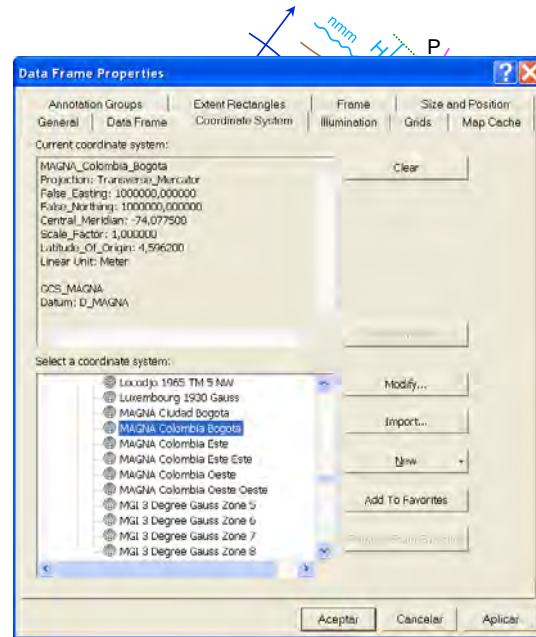 nmm
H
P
Data Frame Properties
Annotation Groups Extent Rectangles Frame Size and Position
General Data Frame Coordinate System Illumination Grids Map Cache
Current coordinate system:
MAGNA_Colombia_Bogota
Projection: Transverse_Mercator
False_Easting: 1000000,000000
False_Northing: 1000000,000000
Central_Meridian: -74,077500
Scale_Factor: 1,000000
Latitude_Of_Origin: 4,596200
Linear Unit: Meter
GCS_MAGNA
Datum: D_MAGNA
Clear
Select a coordinate system:
Locodjo 1965 TM 5 NW
Luxembourg 1930 Gauss
MAGNA Ciudad Bogota
MAGNA Colombia Bogota
MAGNA Colombia Este
MAGNA Colombia Este Este
MAGNA Colombia Oeste
MAGNA Colombia Oeste Oeste
MGI 3 Degree Gauss Zone 5
MGI 3 Degree Gauss Zone 6
MGI 3 Degree Gauss Zone 7
MGI 3 Degree Gauss Zone 8
Modify...
Import...
New
Add To Favorites
Aceptar Cancelar Aplicar